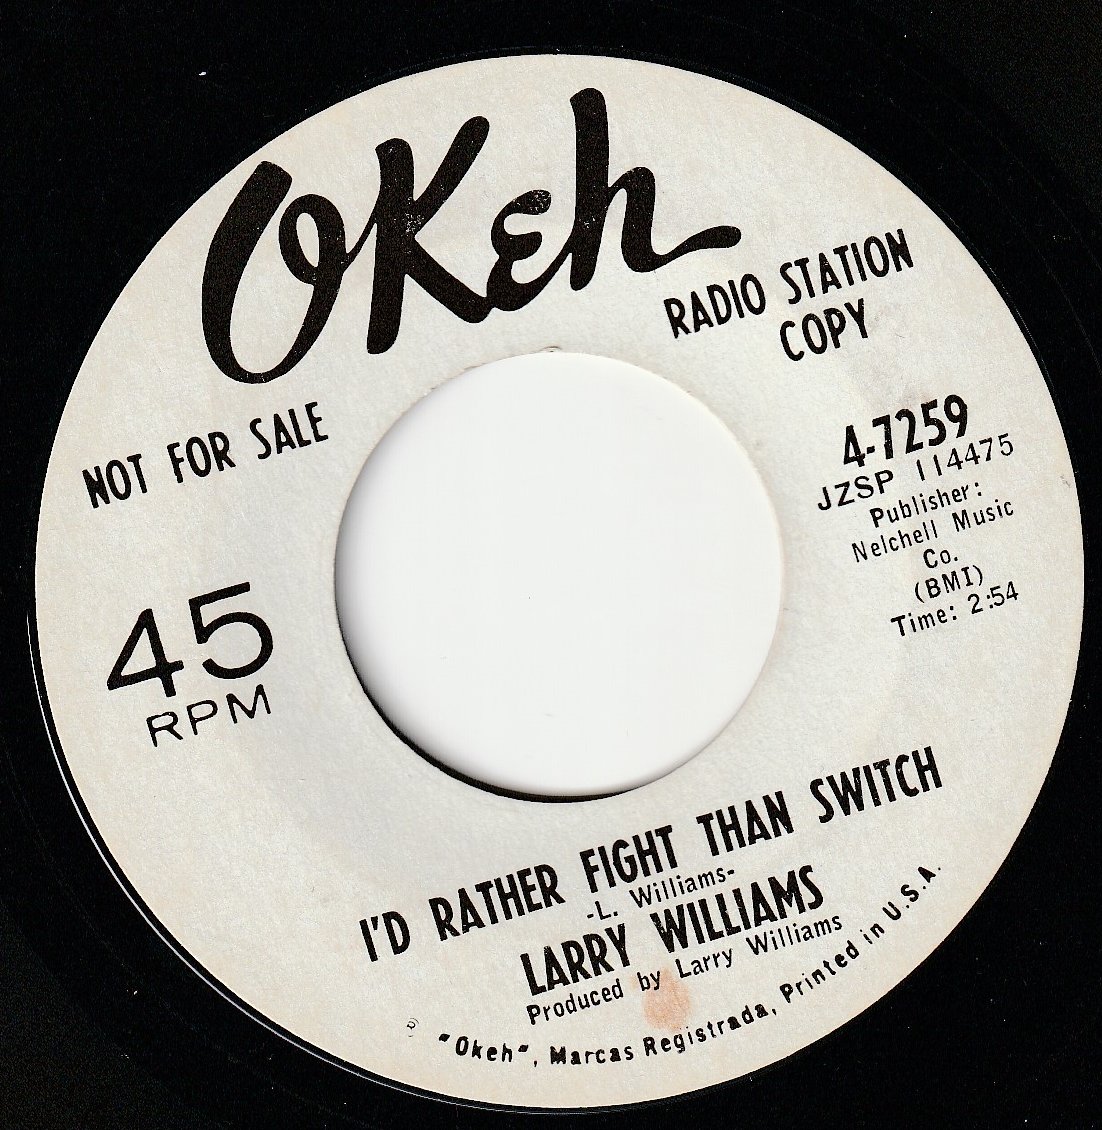 OKeh
RADIO STATION
COPY
NOT FOR SALE
4-7259
JZSP 114475
Publisher:
Nelchell Music
Co.
(BMI)
Time: 2:54
45
RPM
I'D RATHER FIGHT THAN SWITCH
-L. Williams-
LARRY WILLIAMS
Produced by Larry Williams
"Okeh", Marcas Registrada, Printed in U.S.A.